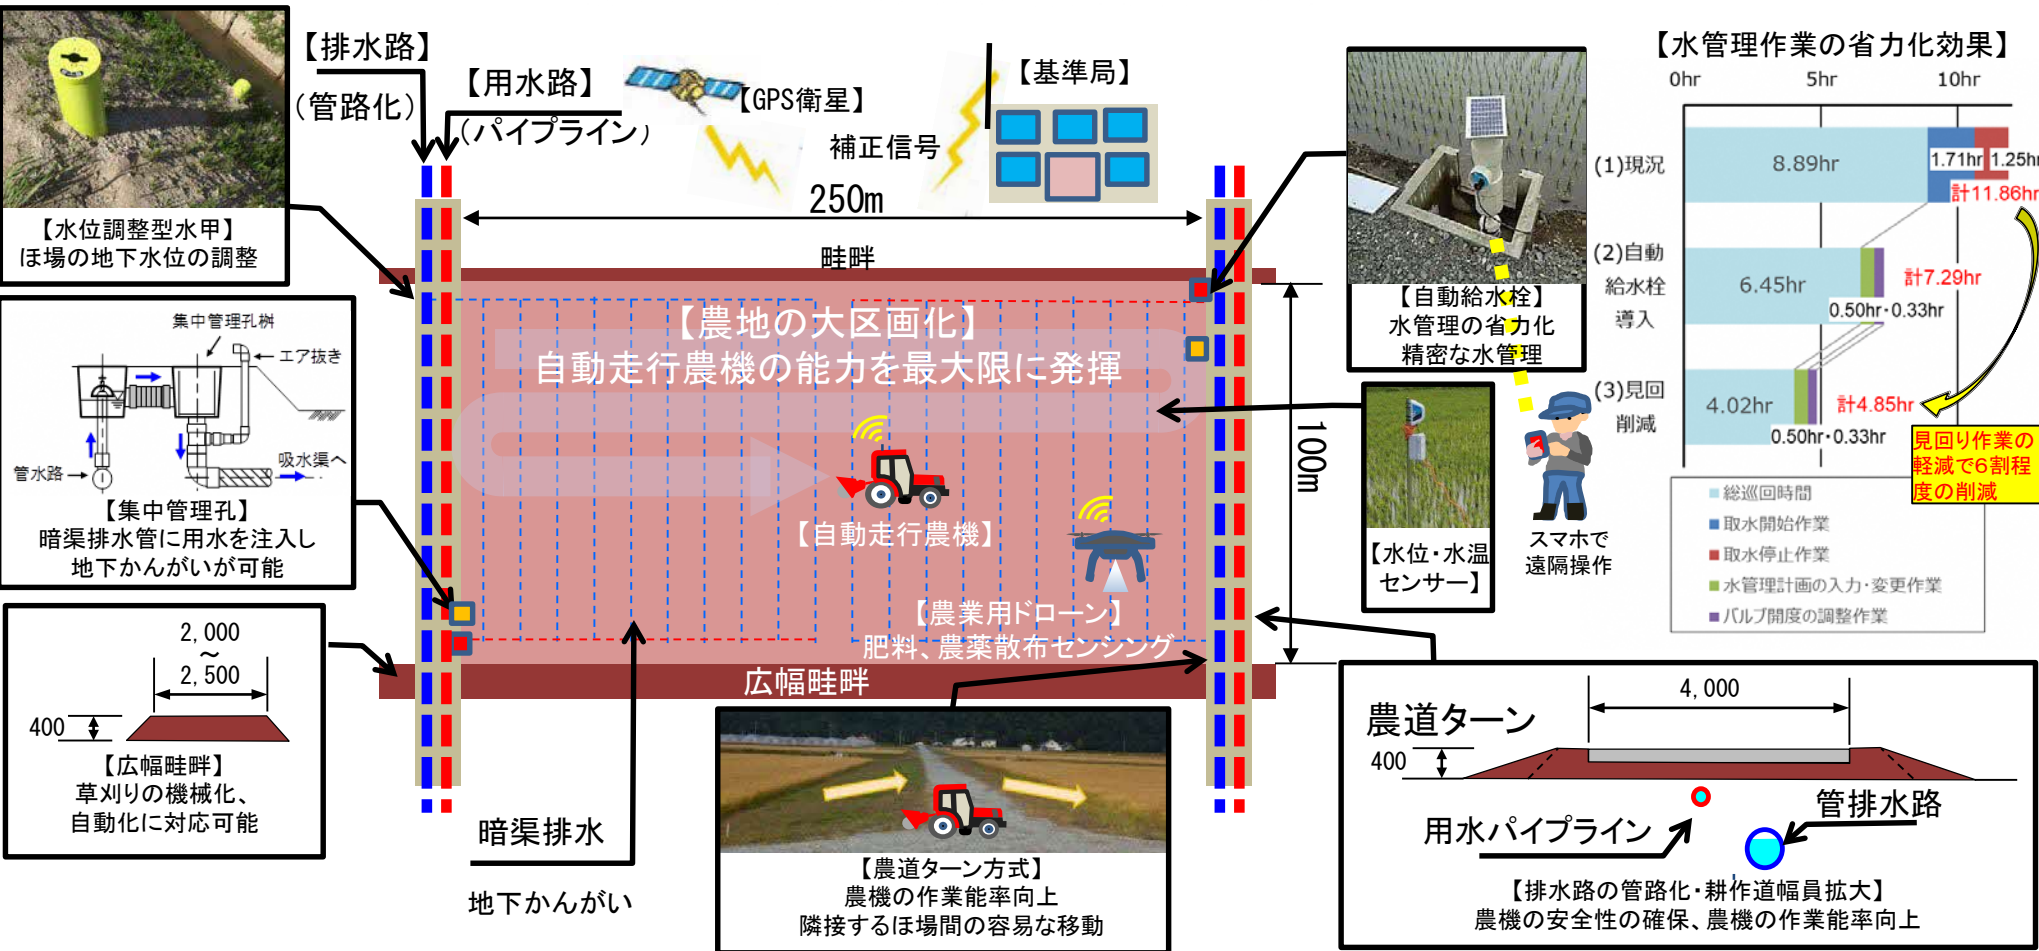 【排水路】
（管路化）
【用水路】
（パイプライン）
【GPS衛星】
補正信号
【基準局】
250m
畦畔
【水位調整型水甲】
ほ場の地下水位の調整
集中管理孔桝
エア抜き
管水路
吸水渠へ
【集中管理孔】
暗渠排水管に用水を注入し
地下かんがいが可能
2,000
～
2,500
400
【広幅畦畔】
草刈りの機械化、
自動化に対応可能
【農地の大区画化】
自動走行農機の能力を最大限に発揮
【自動走行農機】
【農業用ドローン】
肥料、農薬散布センシング
広幅畦畔
100m
暗渠排水
地下かんがい
【農道ターン方式】
農機の作業能率向上
隣接するほ場間の容易な移動
【自動給水栓】
水管理の省力化
精密な水管理
【水位・水温
センサー】
スマホで
遠隔操作
【水管理作業の省力化効果】
0hr 5hr 10hr
(1)現況
8.89hr
1.71hr 1.25hr
計11.86hr
(2)自動
給水栓
導入
6.45hr
計7.29hr
0.50hr・0.33hr
(3)見回
削減
4.02hr
計4.85hr
0.50hr・0.33hr
見回り作業の
軽減で6割程
度の削減
総巡回時間
取水開始作業
取水停止作業
水管理計画の入力・変更作業
バルブ開度の調整作業
農道ターン
4,000
400
用水パイプライン
管排水路
【排水路の管路化・耕作道幅員拡大】
農機の安全性の確保、農機の作業能率向上